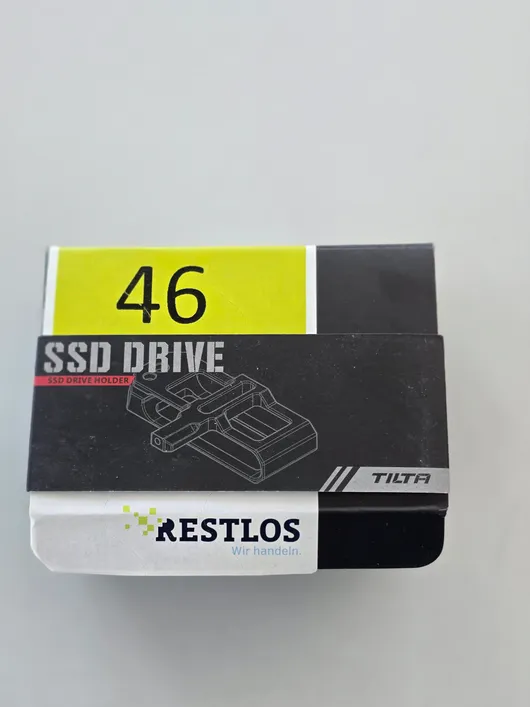 46
SSD DRIVE
SSD DRIVE HOLDER
TILTA
RESTLOS
Wir handeln.